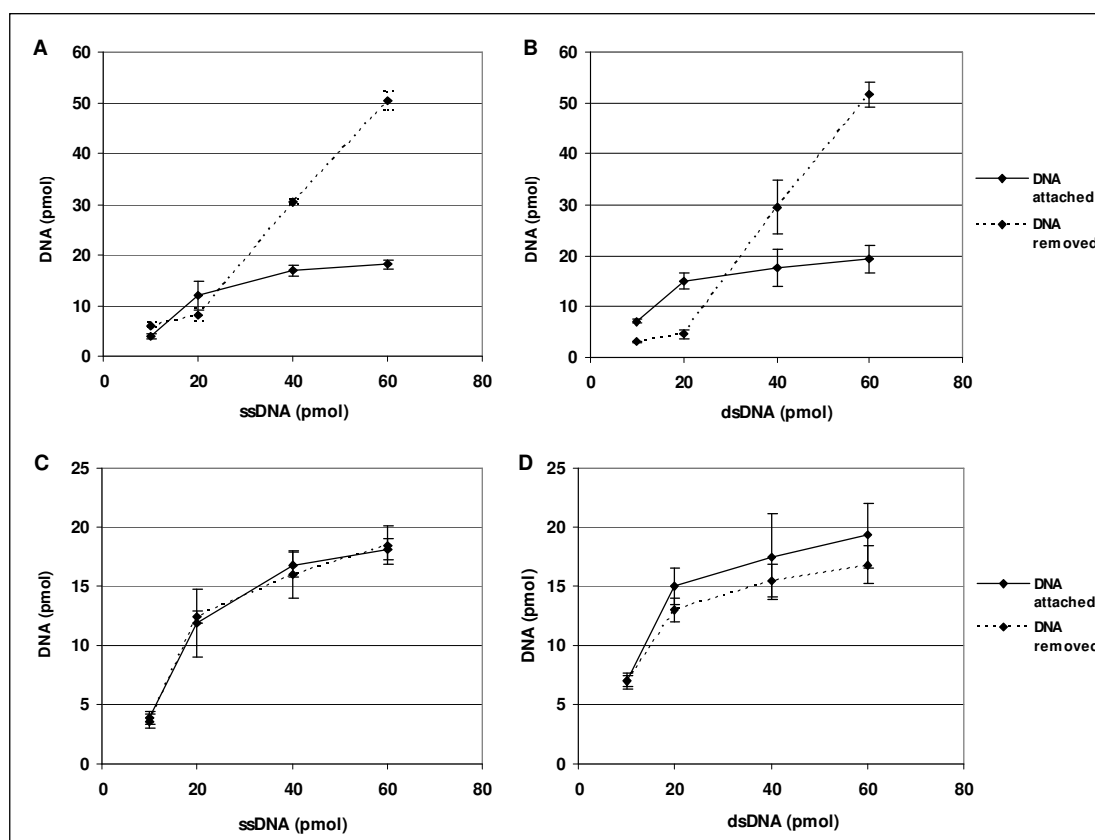 A
60
50
40
30
20
10
0
DNA (pmol)
0 20 40 60 80
ssDNA (pmol)
B
60
50
40
30
20
10
0
DNA (pmol)
0 20 40 60 80
dsDNA (pmol)
DNA
attached
DNA
removed
C
25
20
15
10
5
0
DNA (pmol)
0 20 40 60 80
ssDNA (pmol)
D
25
20
15
10
5
0
DNA (pmol)
0 20 40 60 80
dsDNA (pmol)
DNA
attached
DNA
removed